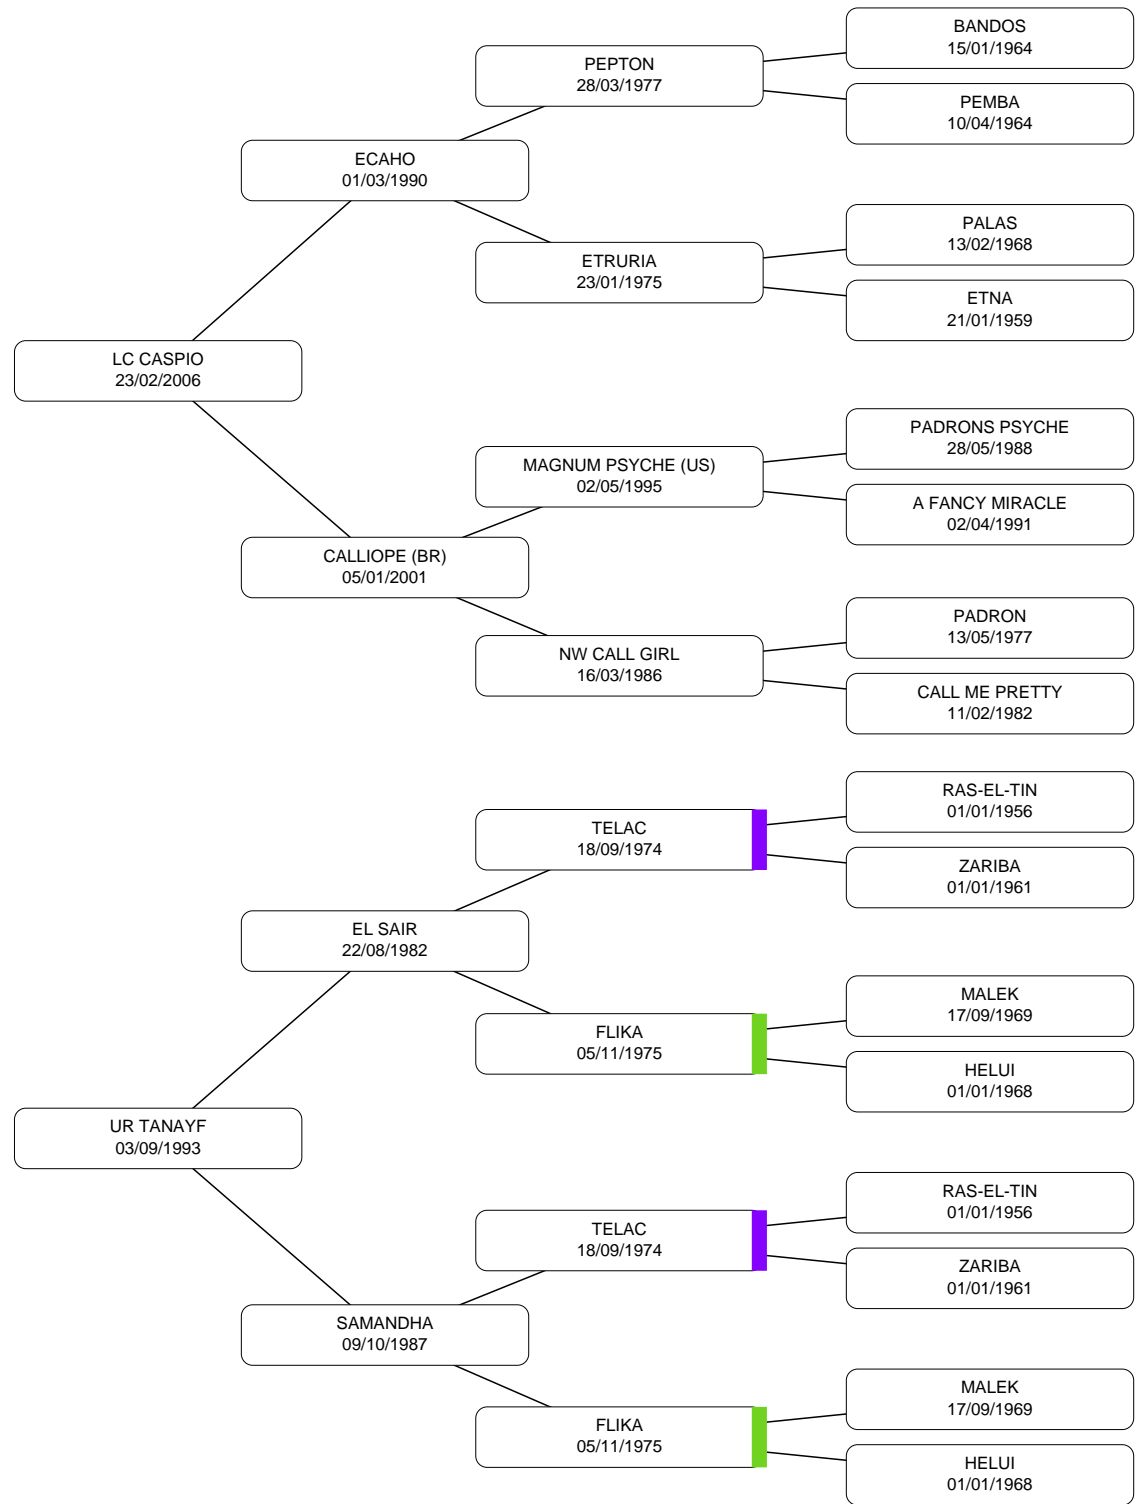 BANDOS
15/01/1964
PEPTON
28/03/1977
PEMBA
10/04/1964
ECAHO
01/03/1990
PALAS
13/02/1968
ETRURIA
23/01/1975
ETNA
21/01/1959
LC CASPIO
23/02/2006
PADRONS PSYCHE
28/05/1988
MAGNUM PSYCHE (US)
02/05/1995
A FANCY MIRACLE
02/04/1991
CALLIOPE (BR)
05/01/2001
PADRON
13/05/1977
NW CALL GIRL
16/03/1986
CALL ME PRETTY
11/02/1982
RAS-EL-TIN
01/01/1956
TELAC
18/09/1974
ZARIBA
01/01/1961
EL SAIR
22/08/1982
MALEK
17/09/1969
FLIKA
05/11/1975
HELUI
01/01/1968
UR TANAYF
03/09/1993
RAS-EL-TIN
01/01/1956
TELAC
18/09/1974
ZARIBA
01/01/1961
SAMANDHA
09/10/1987
MALEK
17/09/1969
FLIKA
05/11/1975
HELUI
01/01/1968